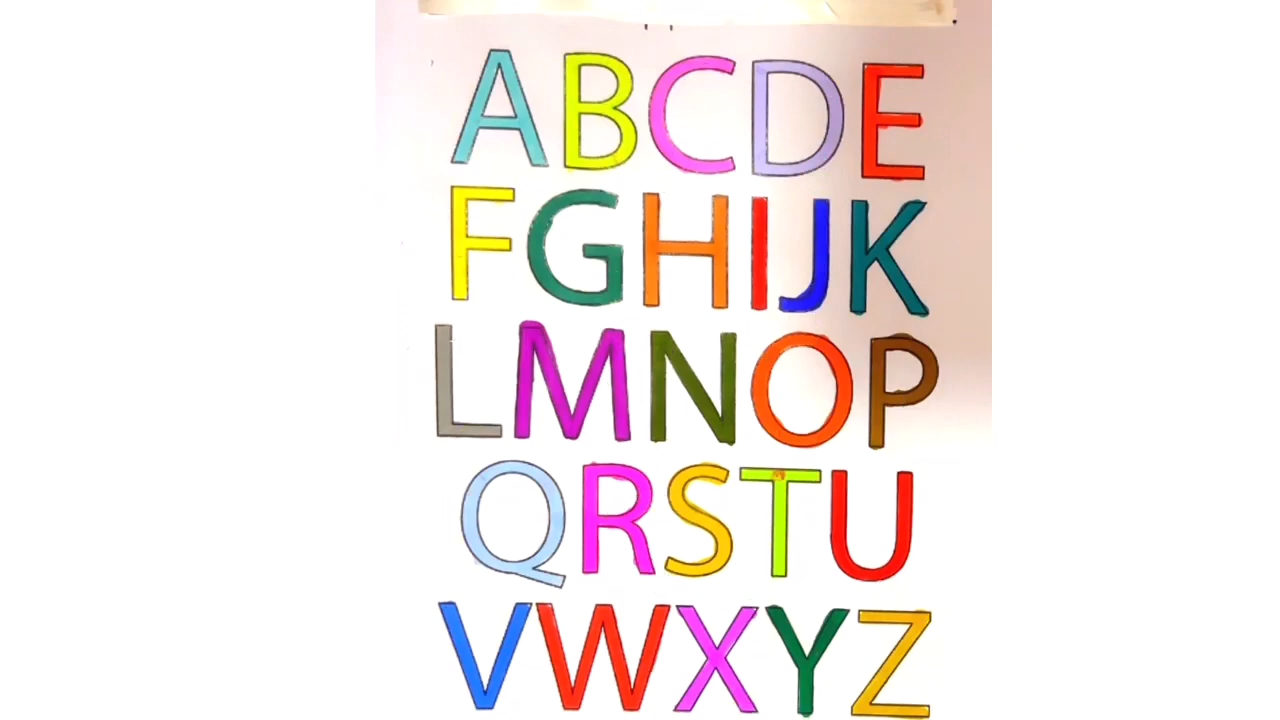 ABCDE
FGHIJK
LMNOP
QRSTU
VWXYZ